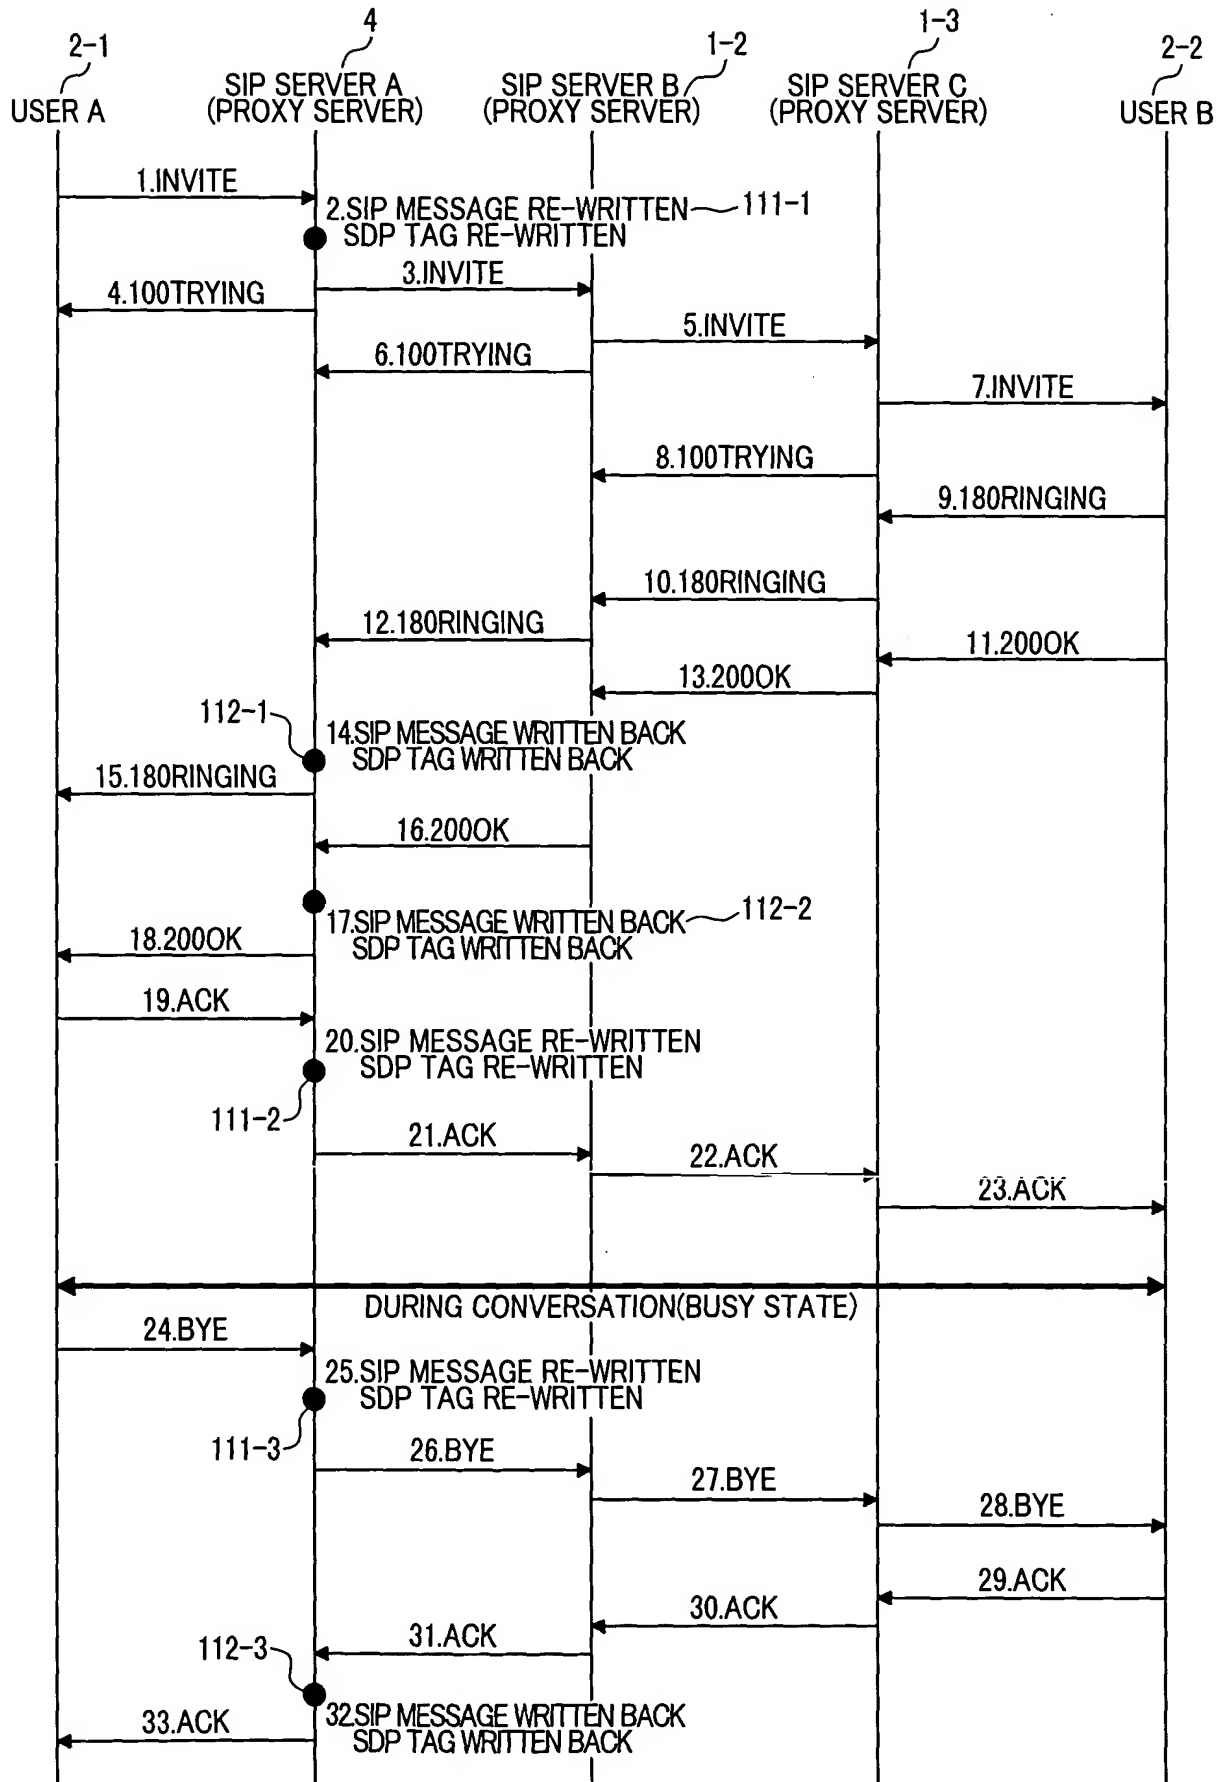 2-1
4
1-2
1-3
2-2
USER A
SIP SERVER A
(PROXY SERVER)
SIP SERVER B
(PROXY SERVER)
SIP SERVER C
(PROXY SERVER)
USER B
1.INVITE
2.SIP MESSAGE RE-WRITTEN
SDP TAG RE-WRITTEN
111-1
3.INVITE
4.100TRYING
5.INVITE
6.100TRYING
7.INVITE
8.100TRYING
9.180RINGING
10.180RINGING
12.180RINGING
11.200OK
13.200OK
112-1
14.SIP MESSAGE WRITTEN BACK
SDP TAG WRITTEN BACK
15.180RINGING
16.200OK
17.SIP MESSAGE WRITTEN BACK
SDP TAG WRITTEN BACK
112-2
18.200OK
19.ACK
20.SIP MESSAGE RE-WRITTEN
SDP TAG RE-WRITTEN
111-2
21.ACK
22.ACK
23.ACK
DURING CONVERSATION(BUSY STATE)
24.BYE
25.SIP MESSAGE RE-WRITTEN
SDP TAG RE-WRITTEN
111-3
26.BYE
27.BYE
28.BYE
29.ACK
30.ACK
31.ACK
112-3
32.SIP MESSAGE WRITTEN BACK
SDP TAG WRITTEN BACK
33.ACK